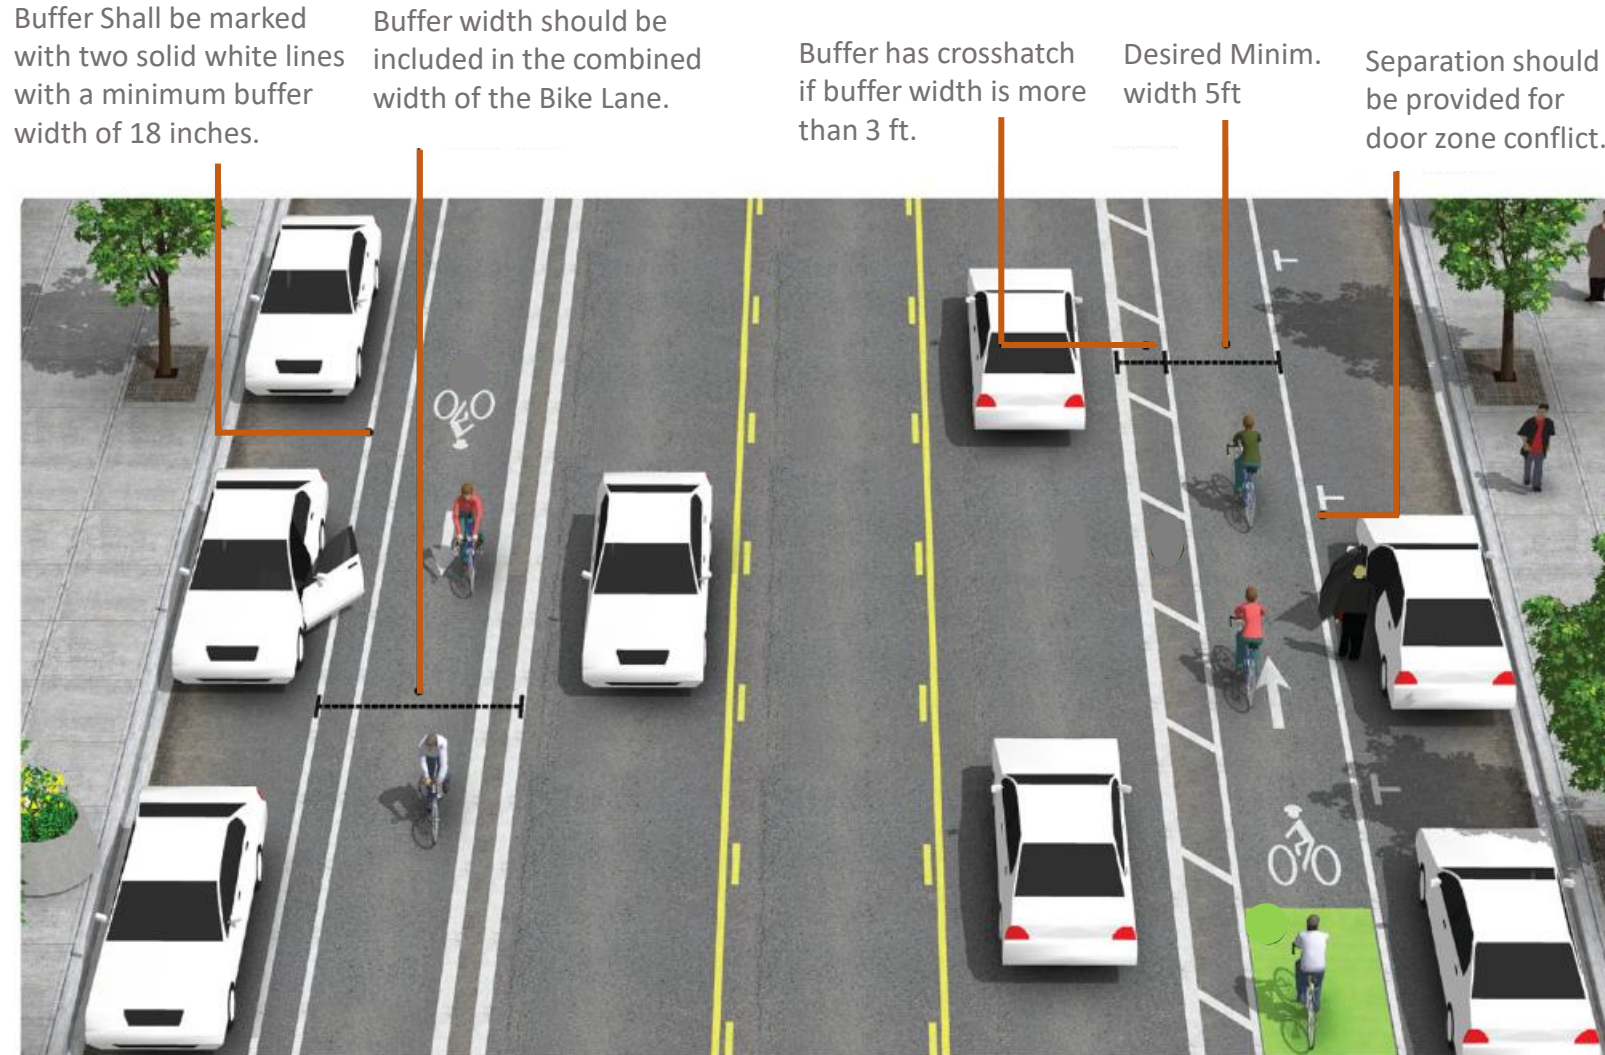 Buffer Shall be marked
with two solid white lines
with a minimum buffer
width of 18 inches.
Buffer width should be
included in the combined
width of the Bike Lane.
Buffer has crosshatch
if buffer width is more
than 3 ft.
Desired Minim.
width 5ft
Separation should
be provided for
door zone conflict.